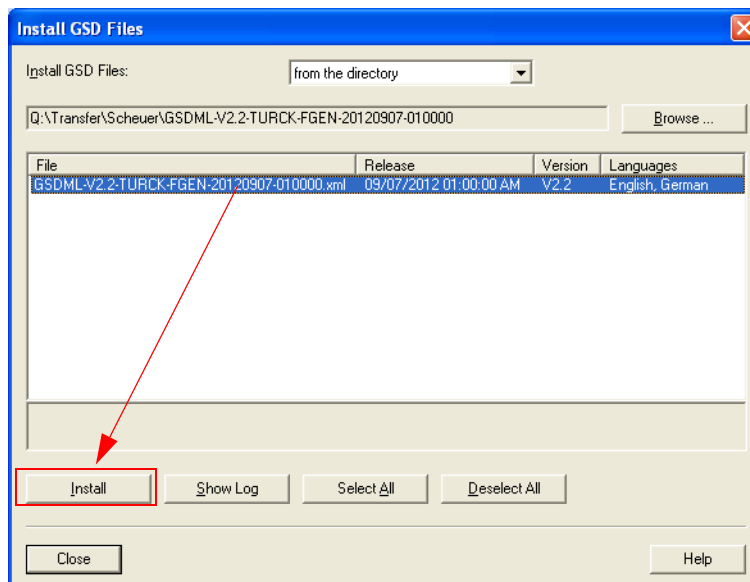 Install GSD Files
Install GSD Files: from the directory
Q:\Transfer\Scheuer\GSDML-V2.2-TURCK-FGEN-20120907-010000 Browse ...
File Release Version Languages
GSDML-V2.2-TURCK-FGEN-20120907-010000.xml 09/07/2012 01:00:00 AM V2.2 English, German
Install Show Log Select All Deselect All
Close Help